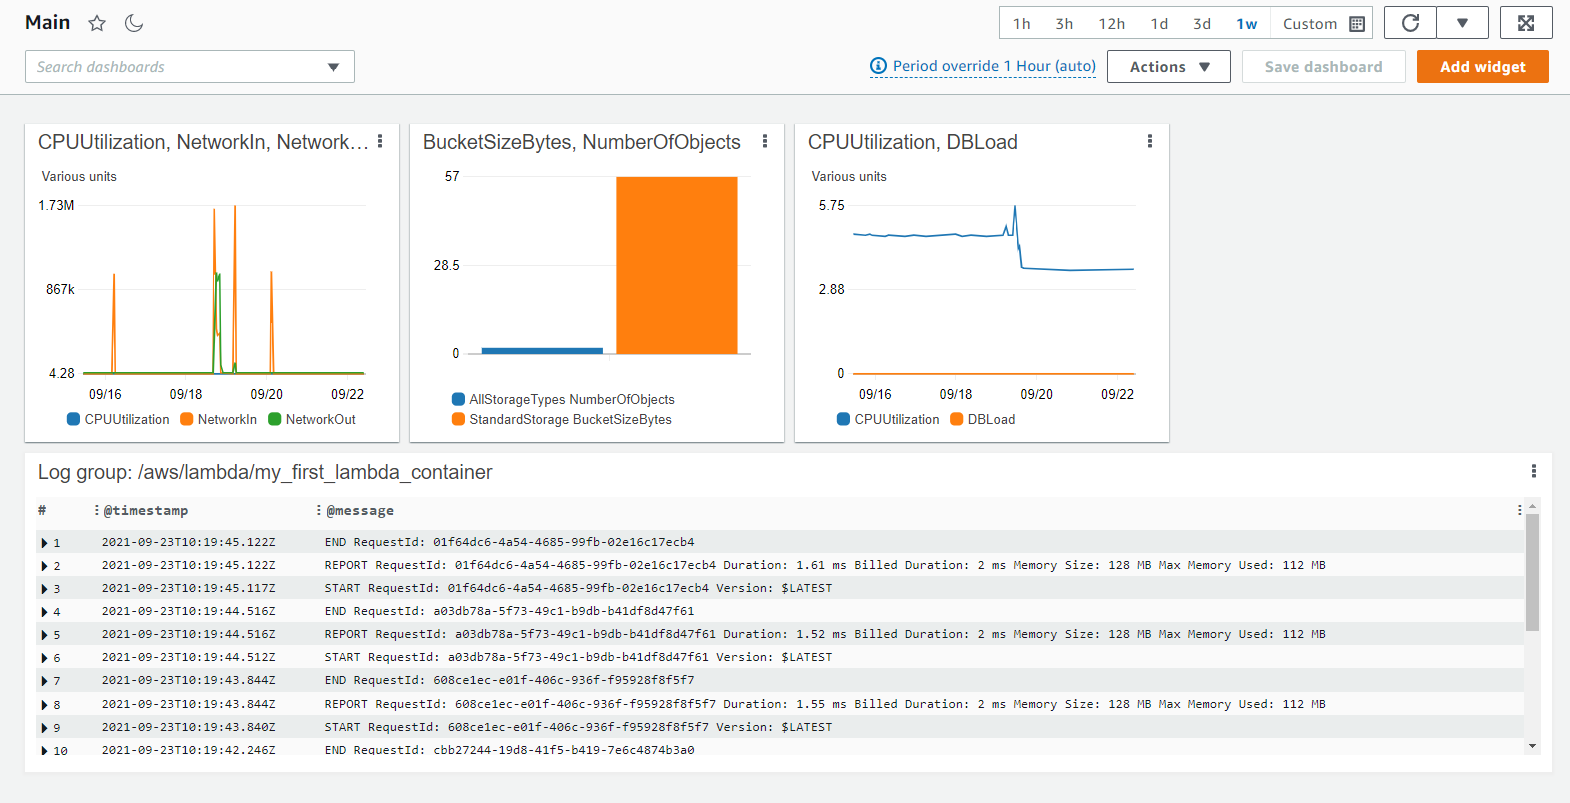 Main
1h 3h 12h 1d 3d 1w Custom
Search dashboards
Period override 1 Hour (auto) Actions Save dashboard Add widget
CPUUtilization, NetworkIn, Network...
Various units
1.73M
867k
4.28
09/16 09/18 09/20 09/22
CPUUtilization NetworkIn NetworkOut
BucketSizeBytes, NumberOfObjects
57
28.5
0
AllStorageTypes NumberOfObjects
StandardStorage BucketSizeBytes
CPUUtilization, DBLoad
Various units
5.75
2.88
0
09/16 09/18 09/20 09/22
CPUUtilization DBLoad
Log group: /aws/lambda/my_first_lambda_container
# @timestamp @message
1 2021-09-23T10:19:45.122Z END RequestId: 01f64dc6-4a54-4685-99fb-02e16c17ecb4
2 2021-09-23T10:19:45.122Z REPORT RequestId: 01f64dc6-4a54-4685-99fb-02e16c17ecb4 Duration: 1.61 ms Billed Duration: 2 ms Memory Size: 128 MB Max Memory Used: 112 MB
3 2021-09-23T10:19:45.117Z START RequestId: 01f64dc6-4a54-4685-99fb-02e16c17ecb4 Version: $LATEST
4 2021-09-23T10:19:44.516Z END RequestId: a03db78a-5f73-49c1-b9db-b41df8d47f61
5 2021-09-23T10:19:44.516Z REPORT RequestId: a03db78a-5f73-49c1-b9db-b41df8d47f61 Duration: 1.52 ms Billed Duration: 2 ms Memory Size: 128 MB Max Memory Used: 112 MB
6 2021-09-23T10:19:44.512Z START RequestId: a03db78a-5f73-49c1-b9db-b41df8d47f61 Version: $LATEST
7 2021-09-23T10:19:43.844Z END RequestId: 608ce1ec-e01f-406c-936f-f95928f8f5f7
8 2021-09-23T10:19:43.844Z REPORT RequestId: 608ce1ec-e01f-406c-936f-f95928f8f5f7 Duration: 1.55 ms Billed Duration: 2 ms Memory Size: 128 MB Max Memory Used: 112 MB
9 2021-09-23T10:19:43.840Z START RequestId: 608ce1ec-e01f-406c-936f-f95928f8f5f7 Version: $LATEST
10 2021-09-23T10:19:42.246Z END RequestId: cbb27244-19d8-41f5-b419-7e6c4874b3a0